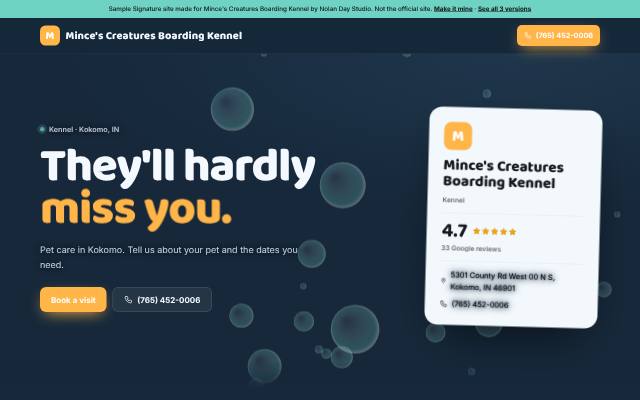 Sample Signature site made for Mince's Creatures Boarding Kennel by Nolan Day Studio. Not the official site. Make it mine · See all 3 versions
M Mince's Creatures Boarding Kennel
(765) 452-0006
Kennel · Kokomo, IN
They'll hardly
miss you.
Pet care in Kokomo. Tell us about your pet and the dates you
need.
Book a visit
(765) 452-0006
M
Mince's Creatures
Boarding Kennel
Kennel
4.7 ★★★★★
33 Google reviews
5301 County Rd West 00 N S,
Kokomo, IN 46901
(765) 452-0006